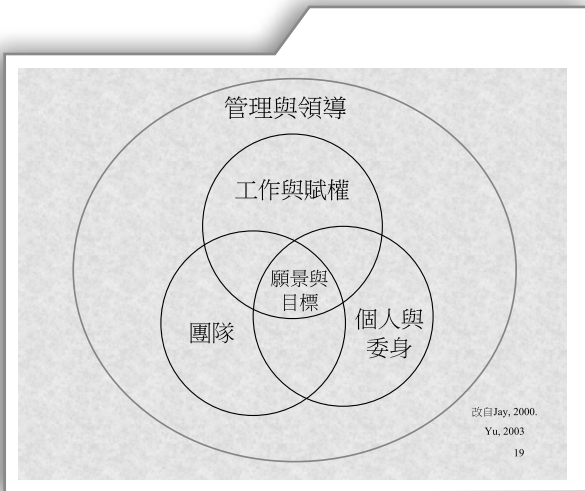 管理與領導
工作與賦權
願景與
目標
團隊
個人與
委身
改自Jay, 2000.
Yu, 2003
19